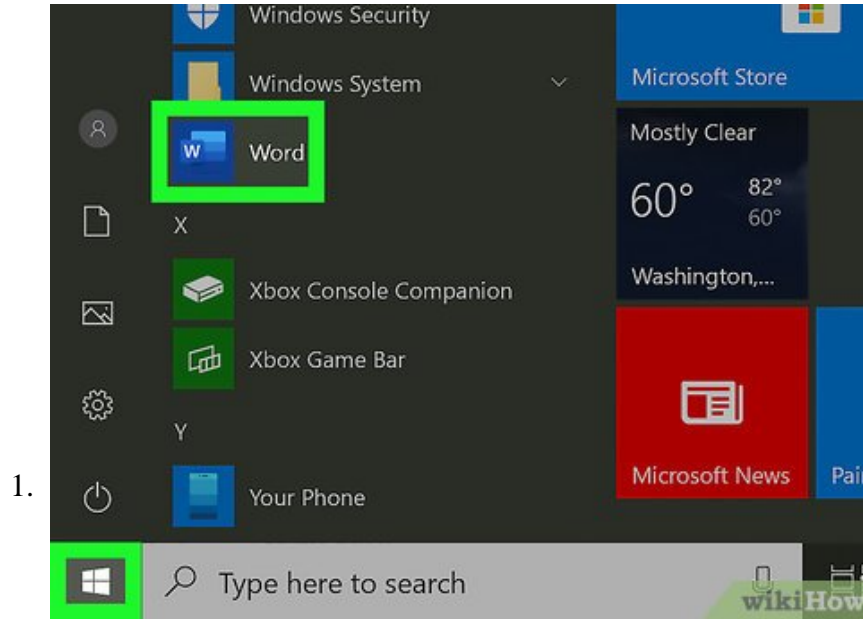 Windows Security
Windows System
Microsoft Store
W
Word
Mostly Clear
60° 82°
60°
X
Washington,...
Xbox Console Companion
Xbox Game Bar
Y
Microsoft News
Pai
1.
Your Phone
Type here to search
wikiHow